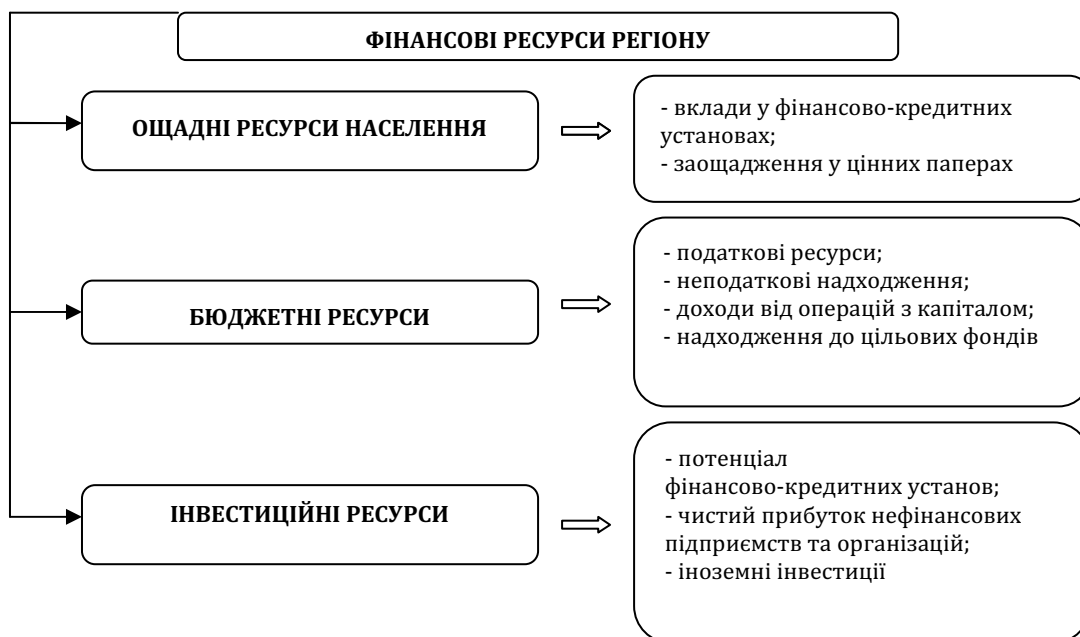 ФІНАНСОВІ РЕСУРСИ РЕГІОНУ
ОЩАДНІ РЕСУРСИ НАСЕЛЕННЯ
- вклади у фінансово-кредитних
установах;
- заощадження у цінних паперах
БЮДЖЕТНІ РЕСУРСИ
- податкові ресурси;
- неподаткові надходження;
- доходи від операцій з капіталом;
- надходження до цільових фондів
ІНВЕСТИЦІЙНІ РЕСУРСИ
- потенціал
фінансово-кредитних установ;
- чистий прибуток нефінансових
підприємств та організацій;
- іноземні інвестиції